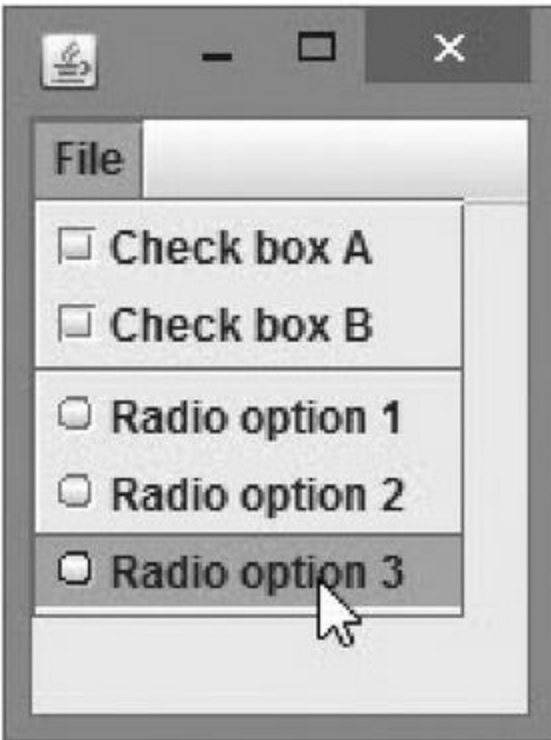 File
Check box A
Check box B
Radio option 1
Radio option 2
Radio option 3